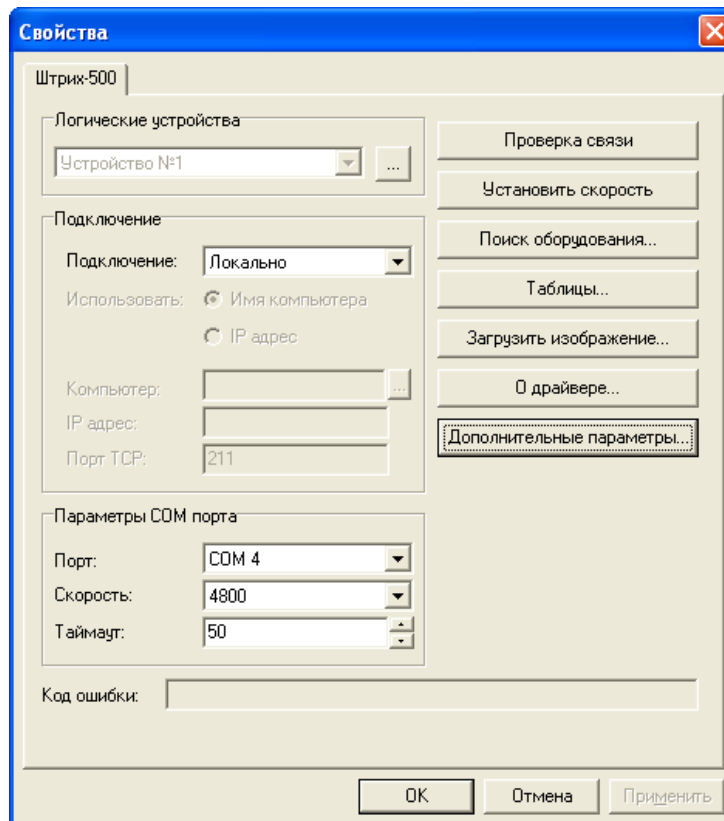 Свойства
Штрих-500
Логические устройства
Устройство №1
...
Подключение
Подключение: Локально
Использовать: Имя компьютера
IP адрес
Компьютер: ...
IP адрес:
Порт TCP: 211
Параметры COM порта
Порт: COM 4
Скорость: 4800
Таймаут: 50
Код ошибки:
Проверка связи
Установить скорость
Поиск оборудования...
Таблицы...
Загрузить изображение...
О драйвере...
Дополнительные параметры...
OK Отмена Применить